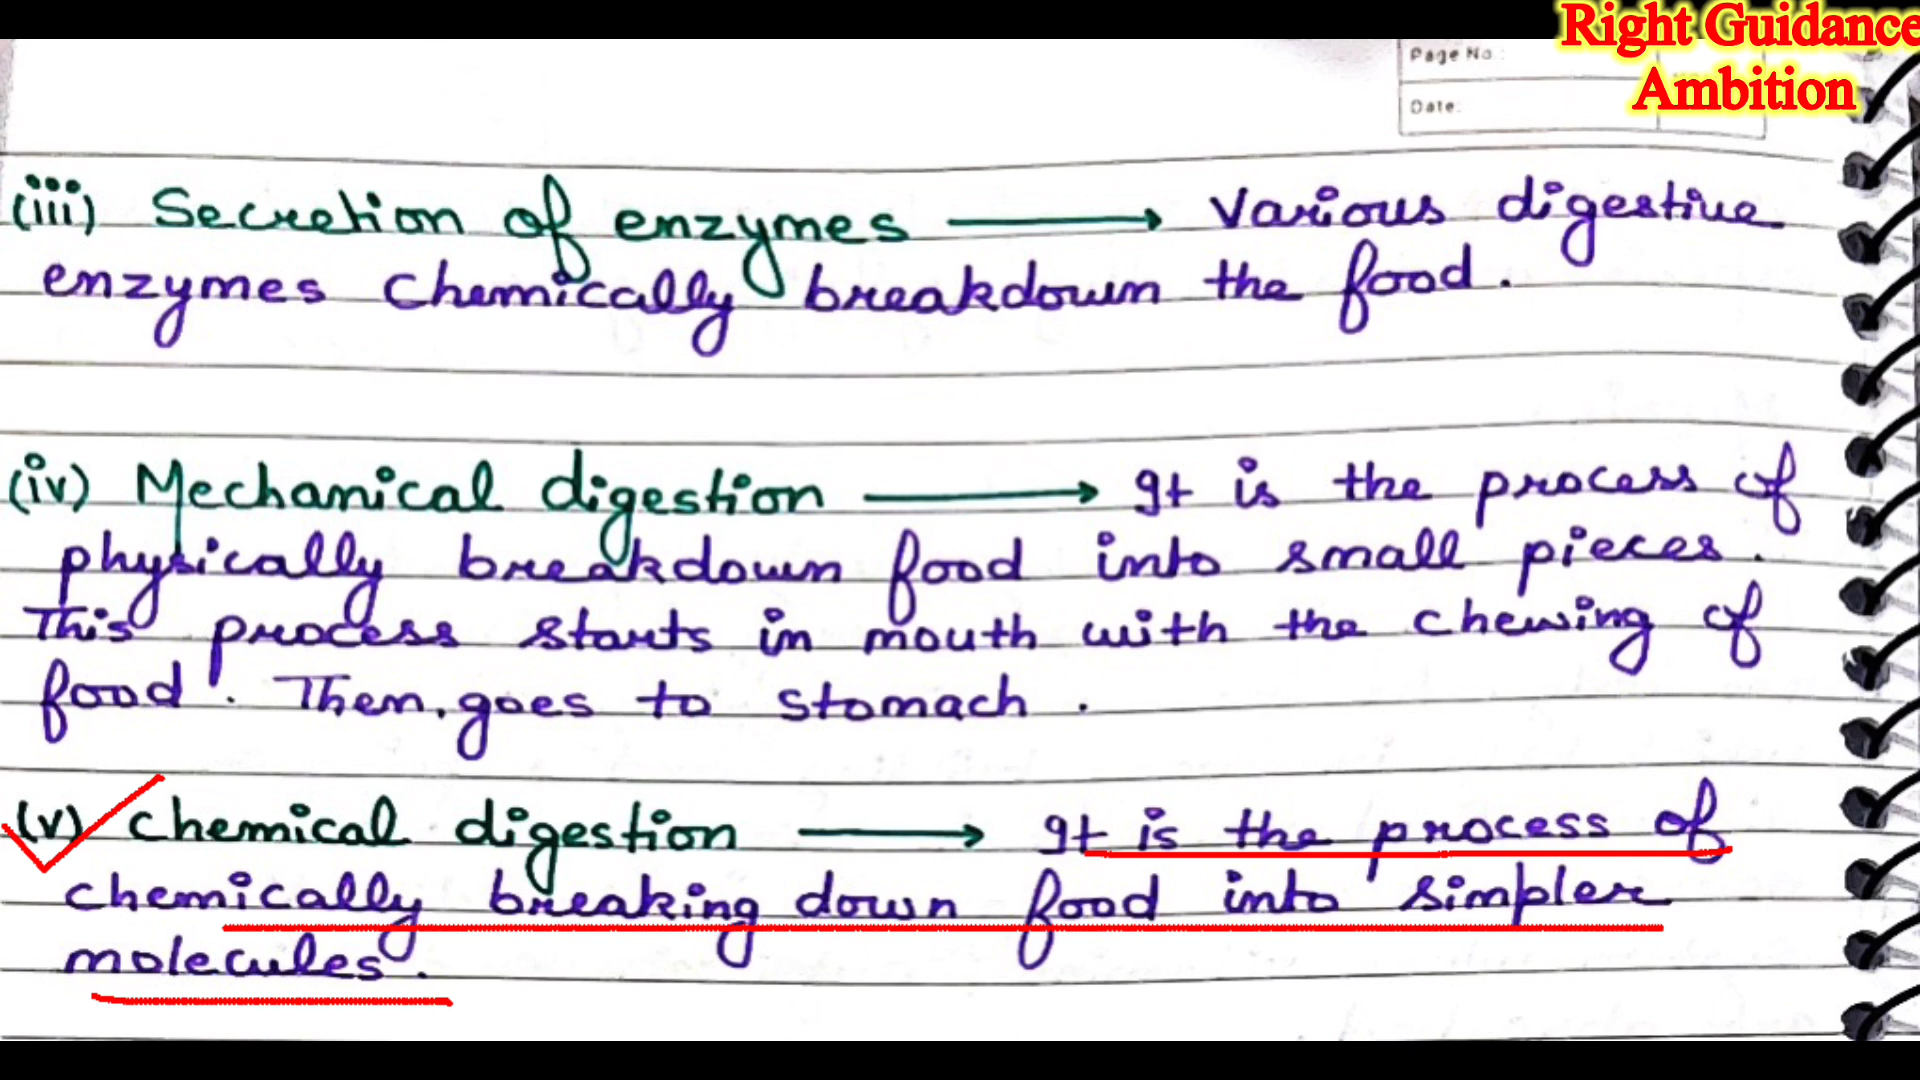 Right Guidance
Ambition
Page No.:
Date:
(iii) Secretion of enzymes → Various digestive
enzymes chemically breakdown the food.
(iv) Mechanical digestion → It is the process of
physically breakdown food into small pieces.
This process starts in mouth with the chewing of
food. Then, goes to stomach.
(v) Chemical digestion → It is the process of
chemically breaking down food into simpler
molecules.